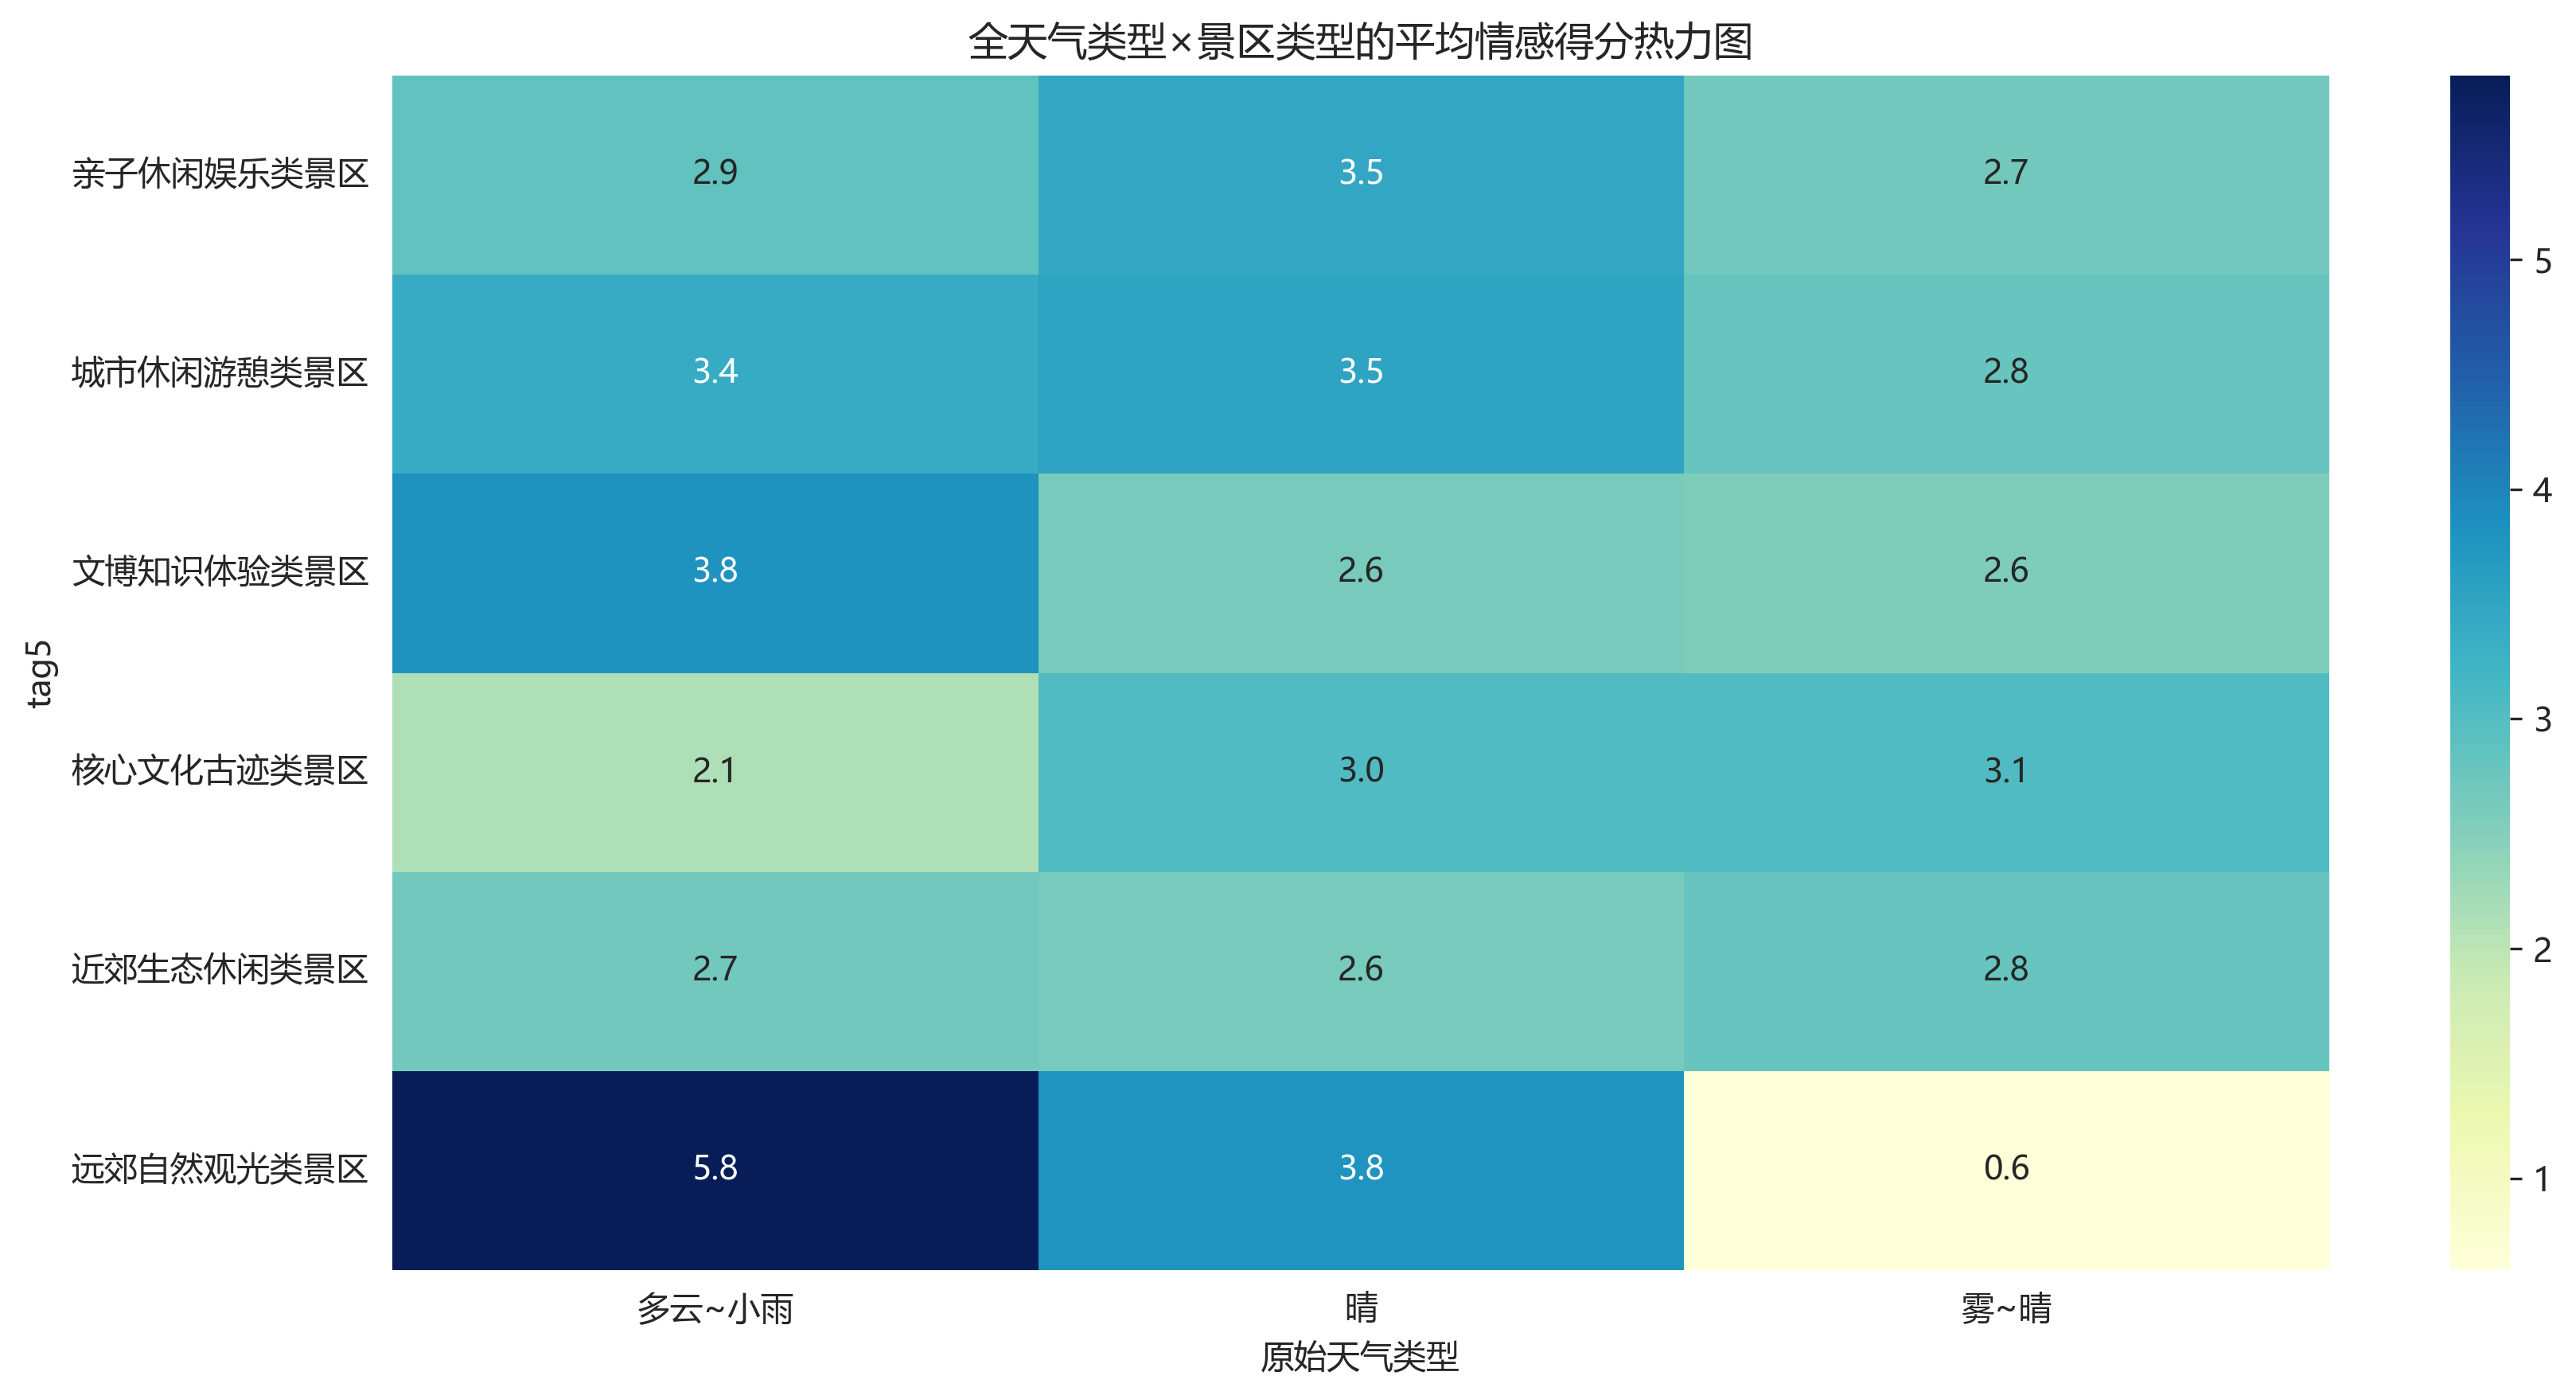 全天气类型×景区类型的平均情感得分热力图
tag5
亲子休闲娱乐类景区 2.9 3.5 2.7
城市休闲游憩类景区 3.4 3.5 2.8
文博知识体验类景区 3.8 2.6 2.6
核心文化古迹类景区 2.1 3.0 3.1
近郊生态休闲类景区 2.7 2.6 2.8
远郊自然观光类景区 5.8 3.8 0.6
多云~小雨 晴 雾~晴
原始天气类型
5
4
3
2
1